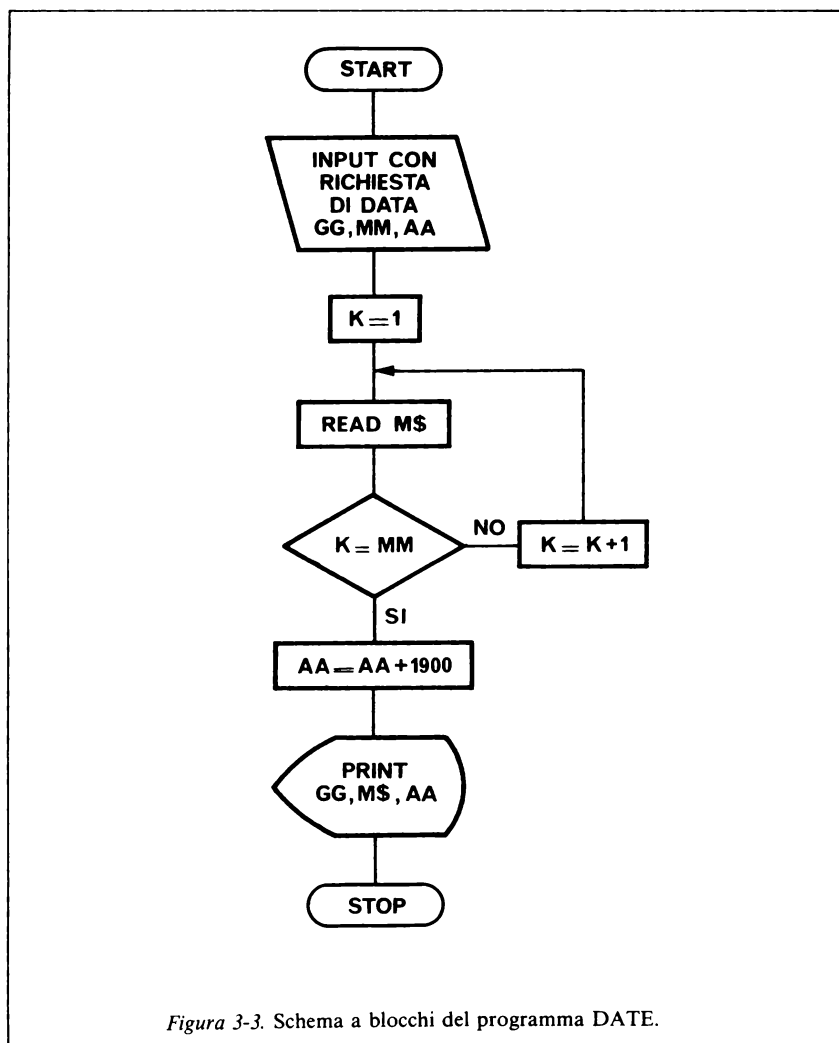 START
INPUT CON
RICHIESTA
DI DATA
GG, MM, AA
K=1
READ M$
K = MM
NO
K = K+1
SI
AA=AA+1900
PRINT
GG, M$, AA
STOP
Figura 3-3. Schema a blocchi del programma DATE.